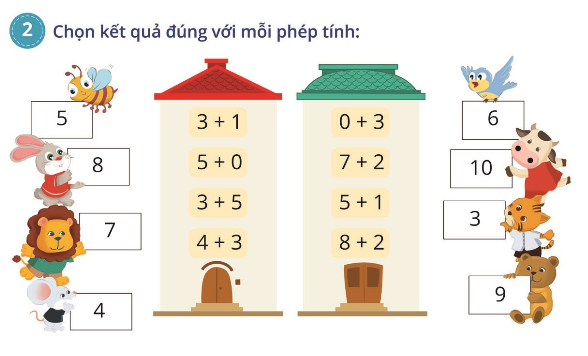 2 Chọn kết quả đúng với mỗi phép tính:
5
8
7
4
3 + 1
5 + 0
3 + 5
4 + 3
0 + 3
7 + 2
5 + 1
8 + 2
6
10
3
9